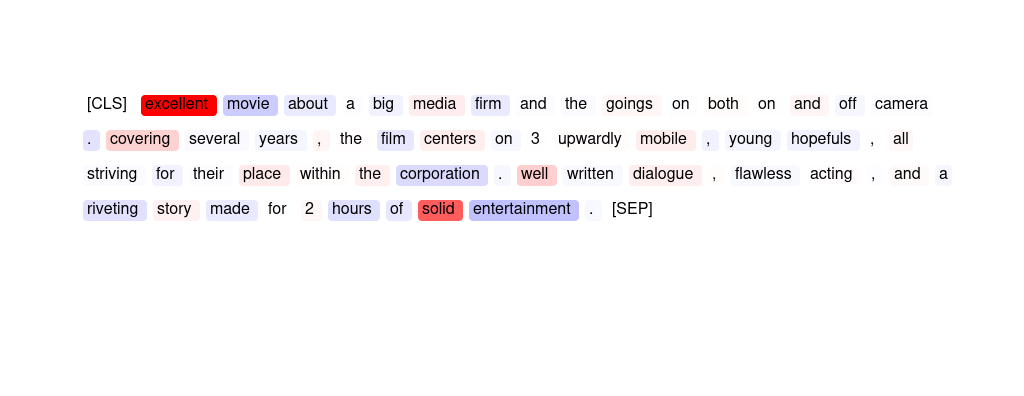 [CLS] excellent movie about a big media firm and the goings on both on and off camera
. covering several years , the film centers on 3 upwardly mobile , young hopefuls , all
striving for their place within the corporation . well written dialogue , flawless acting , and a
riveting story made for 2 hours of solid entertainment . [SEP]